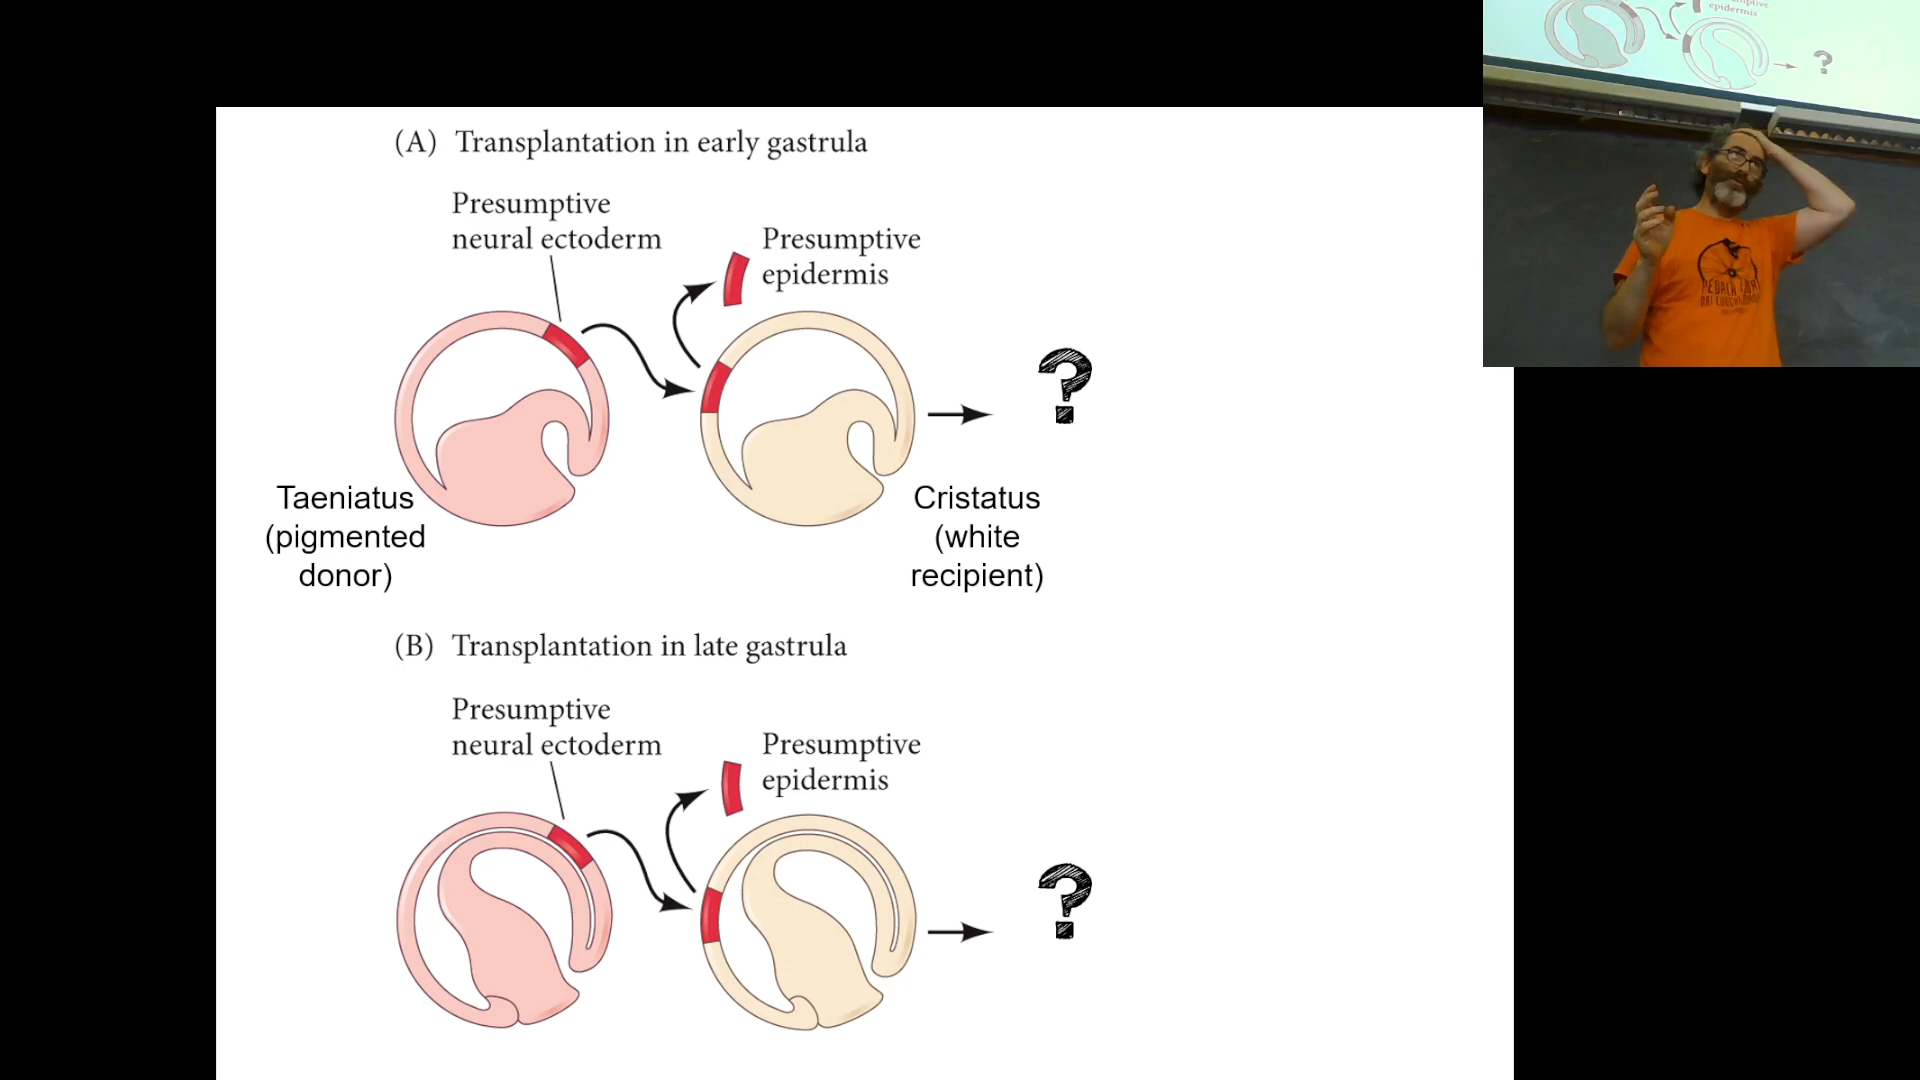 (A) Transplantation in early gastrula
Presumptive
neural ectoderm
Presumptive
epidermis
?
Taeniatus
(pigmented
donor)
Cristatus
(white
recipient)
(B) Transplantation in late gastrula
Presumptive
neural ectoderm
Presumptive
epidermis
?
epidermis
?